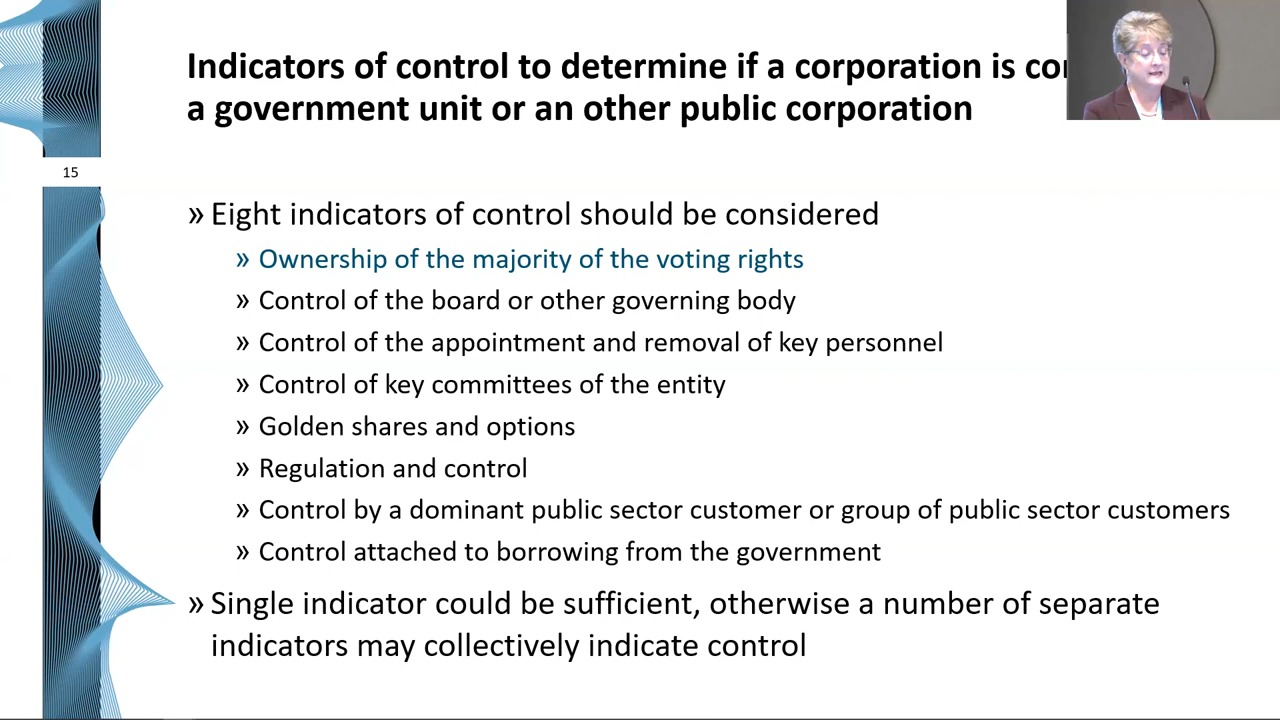 Indicators of control to determine if a corporation is
a government unit or an other public corporation
15
» Eight indicators of control should be considered
» Ownership of the majority of the voting rights
» Control of the board or other governing body
» Control of the appointment and removal of key personnel
» Control of key committees of the entity
» Golden shares and options
» Regulation and control
» Control by a dominant public sector customer or group of public sector customers
» Control attached to borrowing from the government
» Single indicator could be sufficient, otherwise a number of separate
indicators may collectively indicate control